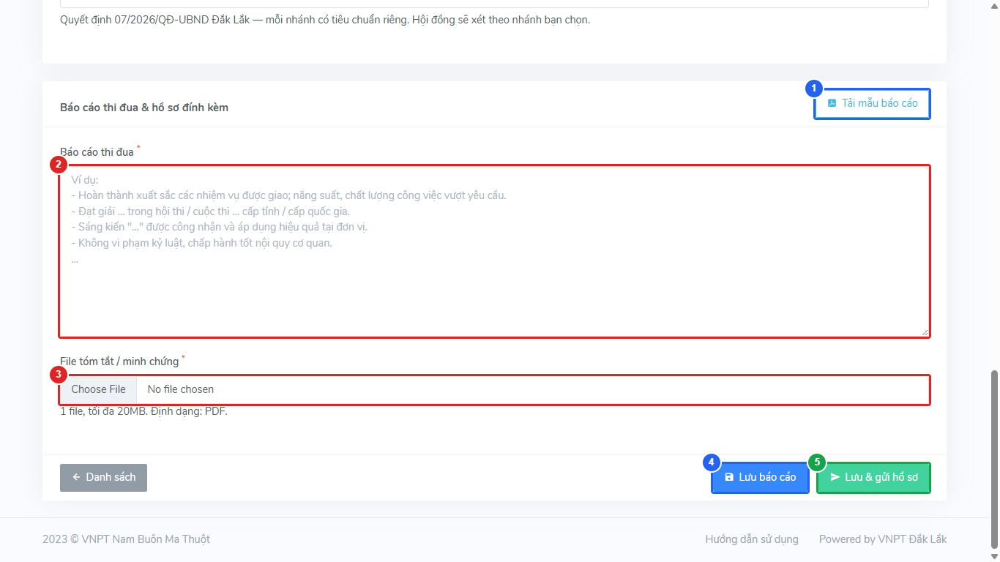 Quyết định 07/2026/QĐ-UBND Đắk Lắk — mỗi nhánh có tiêu chuẩn riêng. Hội đồng sẽ xét theo nhánh bạn chọn.
1
Báo cáo thi đua & hồ sơ đính kèm
Tải mẫu báo cáo
Báo cáo thi đua *
2
Ví dụ:
- Hoàn thành xuất sắc các nhiệm vụ được giao; năng suất, chất lượng công việc vượt yêu cầu.
- Đạt giải ... trong hội thi / cuộc thi ... cấp tỉnh / cấp quốc gia.
- Sáng kiến "..." được công nhận và áp dụng hiệu quả tại đơn vị.
- Không vi phạm kỷ luật, chấp hành tốt nội quy cơ quan.
...
File tóm tắt / minh chứng *
3
Choose File No file chosen
1 file, tối đa 20MB. Định dạng: PDF.
4 5
Danh sách Lưu báo cáo Lưu & gửi hồ sơ
2023 © VNPT Nam Buôn Ma Thuột Hướng dẫn sử dụng Powered by VNPT Đắk Lắk